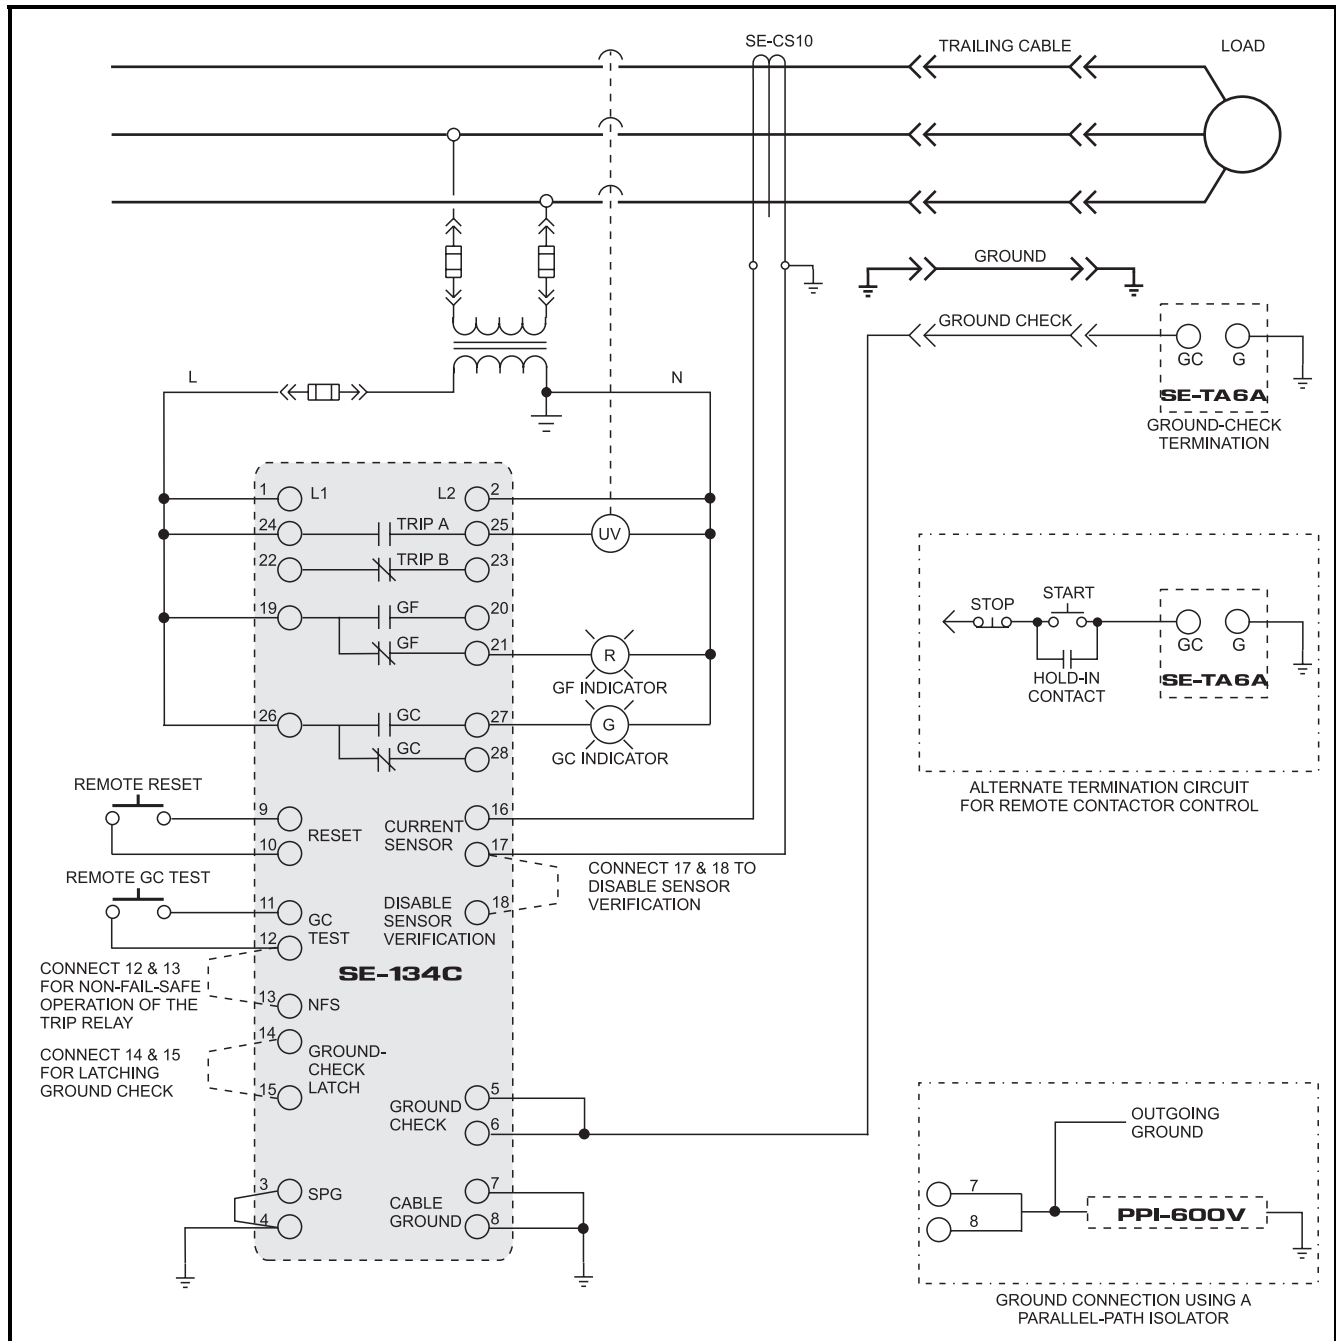 SE-CS10
TRAILING CABLE
LOAD
GROUND
GROUND CHECK
GC
G
SE-TA6A
GROUND-CHECK
TERMINATION
L
N
1
L1
L2
2
24
TRIP A
25
UV
22
TRIP B
23
19
GF
20
GF
21
R
GF INDICATOR
26
GC
27
G
GC
28
GC INDICATOR
STOP
START
HOLD-IN
CONTACT
GC
G
SE-TA6A
ALTERNATE TERMINATION CIRCUIT
FOR REMOTE CONTACTOR CONTROL
REMOTE RESET
9
10
RESET
CURRENT
SENSOR
16
17
CONNECT 17 & 18 TO
DISABLE SENSOR
VERIFICATION
REMOTE GC TEST
11
12
GC
TEST
DISABLE
SENSOR
VERIFICATION
18
SE-134C
CONNECT 12 & 13
FOR NON-FAIL-SAFE
OPERATION OF THE
TRIP RELAY
13
NFS
14
GROUND-
CHECK
LATCH
15
CONNECT 14 & 15
FOR LATCHING
GROUND CHECK
GROUND
CHECK
5
6
3
SPG
4
CABLE
GROUND
7
8
OUTGOING
GROUND
7
8
PPI-600V
GROUND CONNECTION USING A
PARALLEL-PATH ISOLATOR